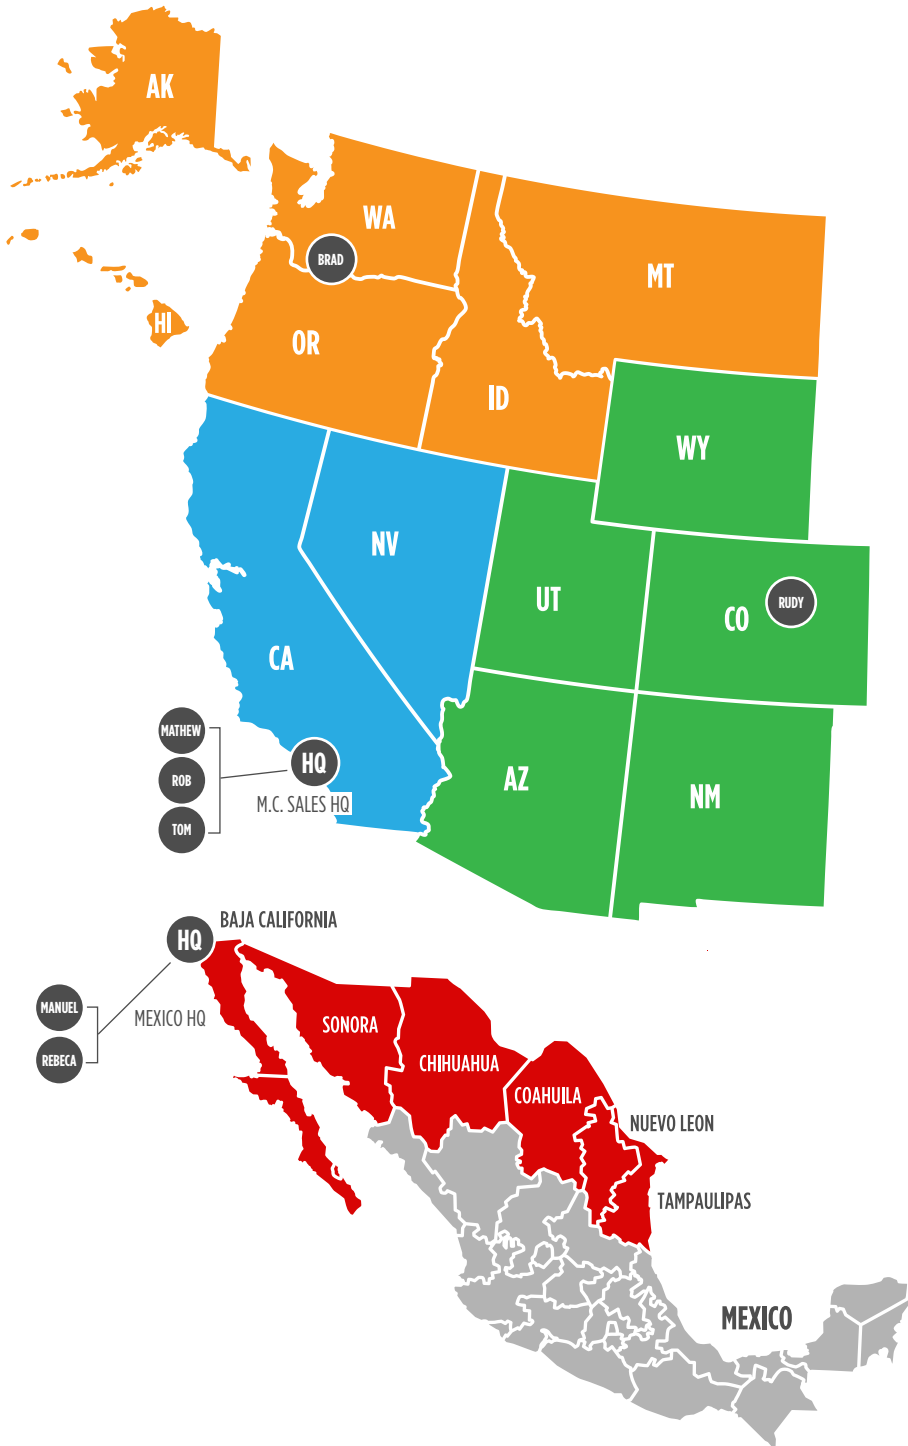 AK
WA
BRAD
MT
HI
OR
ID
WY
NV
UT
CO
RUDY
CA
MATHEW
ROB
TOM
HQ
M.C. SALES HQ
AZ
NM
BAJA CALIFORNIA
HQ
MANUEL
REBECA
MEXICO HQ
SONORA
CHIHUAHUA
COAHUILA
NUEVO LEON
TAMPAULIPAS
MEXICO